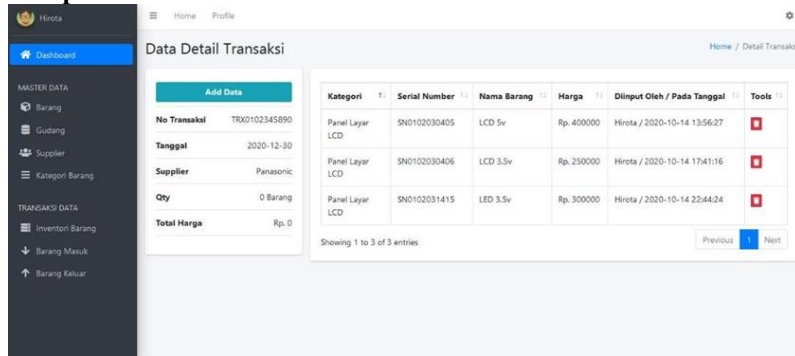 Hirota
Home Profile
Dashboard
Data Detail Transaksi
Home / Detail Transaksi
MASTER DATA
Barang
Gudang
Supplier
Kategori Barang
TRANSAKSI DATA
Inventori Barang
Barang Masuk
Barang Keluar
Add Data
No Transaksi TRX0102345890
Tanggal 2020-12-30
Supplier Panasonic
Qty 0 Barang
Total Harga Rp. 0
Kategori Serial Number Nama Barang Harga Diinput Oleh / Pada Tanggal Tools
Panel Layar LCD SN0102030405 LCD 5v Rp. 400000 Hirota / 2020-10-14 13:56:27
Panel Layar LCD SN0102030406 LCD 3.5v Rp. 250000 Hirota / 2020-10-14 17:41:16
Panel Layar LCD SN0102031415 LED 3.5v Rp. 300000 Hirota / 2020-10-14 22:44:24
Showing 1 to 3 of 3 entries
Previous 1 Next